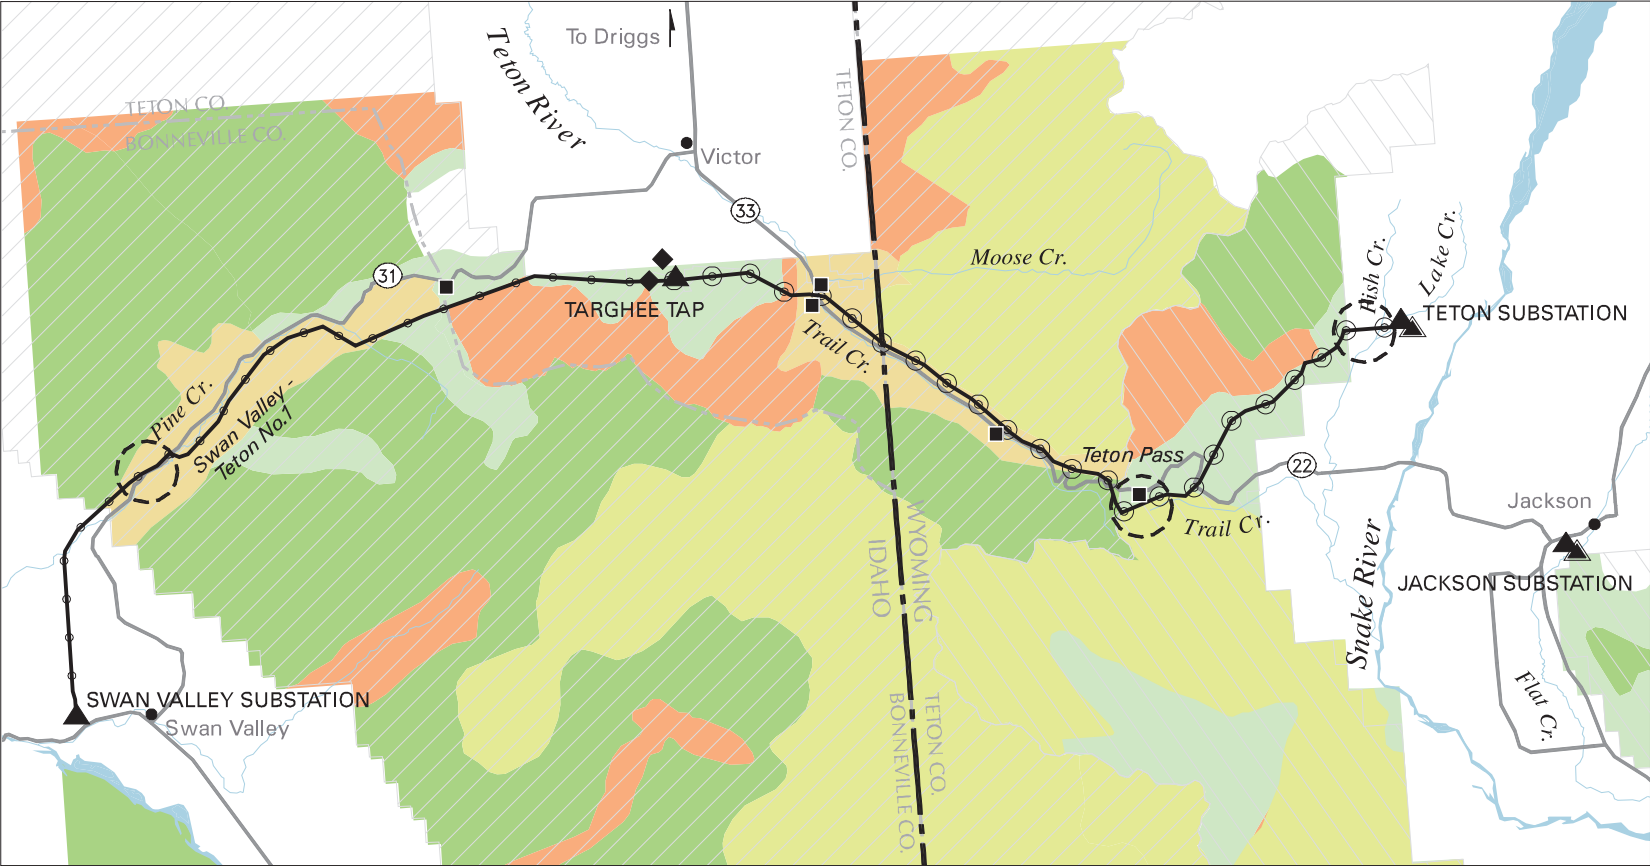 To Driggs
Teton River
TETON CO.
BONNEVILLE CO.
TETON CO.
Victor
33
31
Moose Cr.
Fish Cr.
Lake Cr.
TARGHEE TAP
TETON SUBSTATION
Trail Cr.
Pine Cr.
Swan Valley -
Teton No.1
Teton Pass
22
Jackson
Trail Cr.
WYOMING
IDAHO
Snake River
JACKSON SUBSTATION
SWAN VALLEY SUBSTATION
Swan Valley
Flat Cr.
TETON CO.
BONNEVILLE CO.